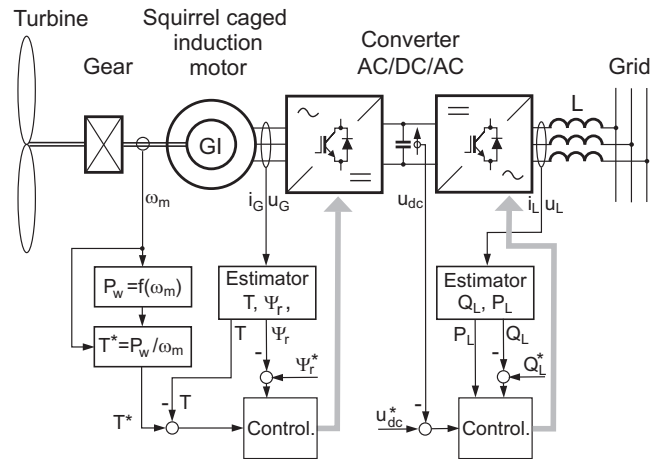 Turbine
Squirrel caged
induction
motor
Converter
AC/DC/AC
Grid
Gear
L
GI
ω_m
i_G u_G
u_dc
i_L u_L
P_w=f(ω_m)
Estimator
T, Ψ_r,
Estimator
Q_L, P_L
T*=P_w/ω_m
T
Ψ_r
P_L
Q_L
-
Ψ_r*
-
Q_L*
- T
-
T*
Control.
u_dc*
Control.